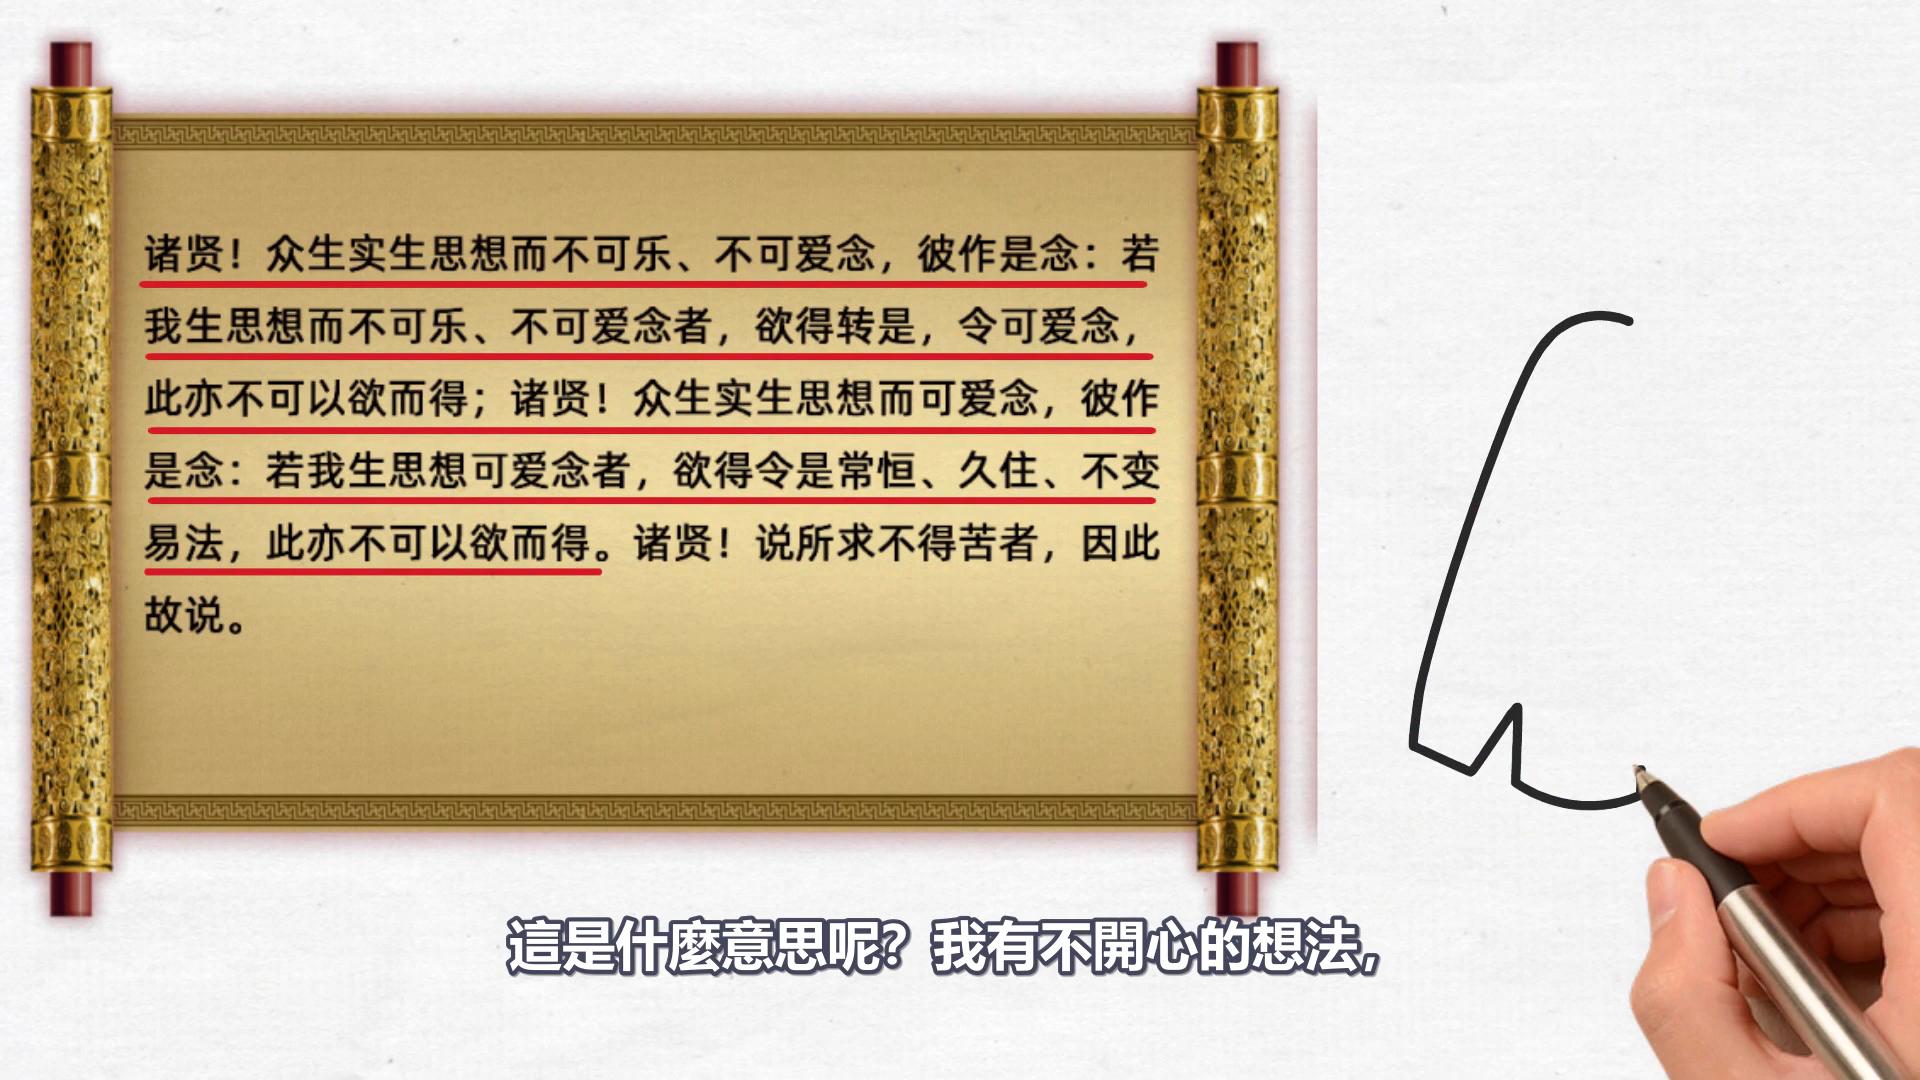 诸贤！众生实生思想而不可乐、不可爱念，彼作是念：若
我生思想而不可乐、不可爱念者，欲得转是，令可爱念，
此亦不可以欲而得；诸贤！众生实生思想而可爱念，彼作
是念：若我生思想可爱念者，欲得令是常恒、久住、不变
易法，此亦不可以欲而得。诸贤！说所求不得苦者，因此
故说。
這是什麼意思呢？我有不開心的想法，